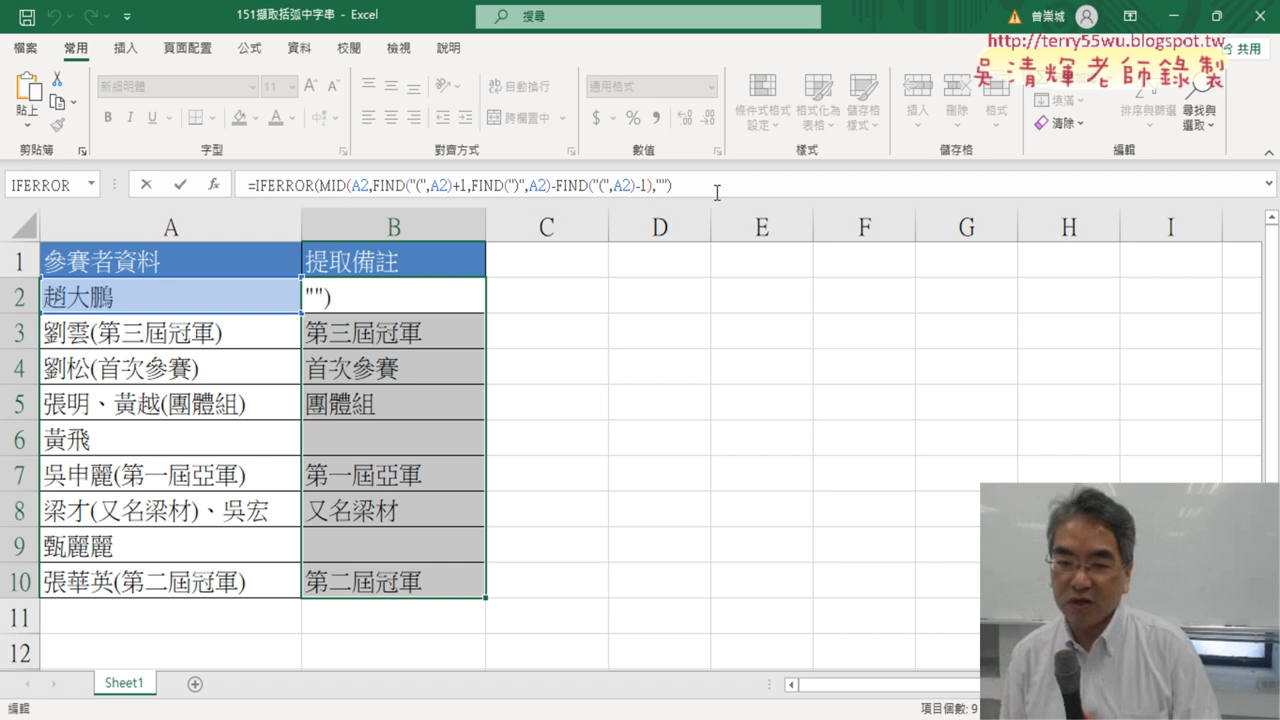 151擷取括弧中字串 - Excel
搜尋
曾崇城
http://terry55wu.blogspot.tw
吳清輝老師錄製
檔案 常用 插入 頁面配置 公式 資料 校閱 檢視 說明 共用
貼上
新細明體 11
自動換行
通用格式
跨欄置中
條件式格式設定 格式化為表格 儲存格樣式
插入 刪除 格式
填滿
清除
排序與篩選 尋找與選取
剪貼簿 字型 對齊方式 數值 樣式 儲存格 編輯
IFERROR =IFERROR(MID(A2,FIND("(",A2)+1,FIND(")",A2)-FIND("(",A2)-1),"")
A B C D E F G H I
1 參賽者資料 提取備註
2 趙大鵬 "")
3 劉雲(第三屆冠軍) 第三屆冠軍
4 劉松(首次參賽) 首次參賽
5 張明、黃越(團體組) 團體組
6 黃飛
7 吳申麗(第一屆亞軍) 第一屆亞軍
8 梁才(又名梁材)、吳宏 又名梁材
9 甄麗麗
10 張華英(第二屆冠軍) 第二屆冠軍
11
12
Sheet1
編輯 項目個數: 9